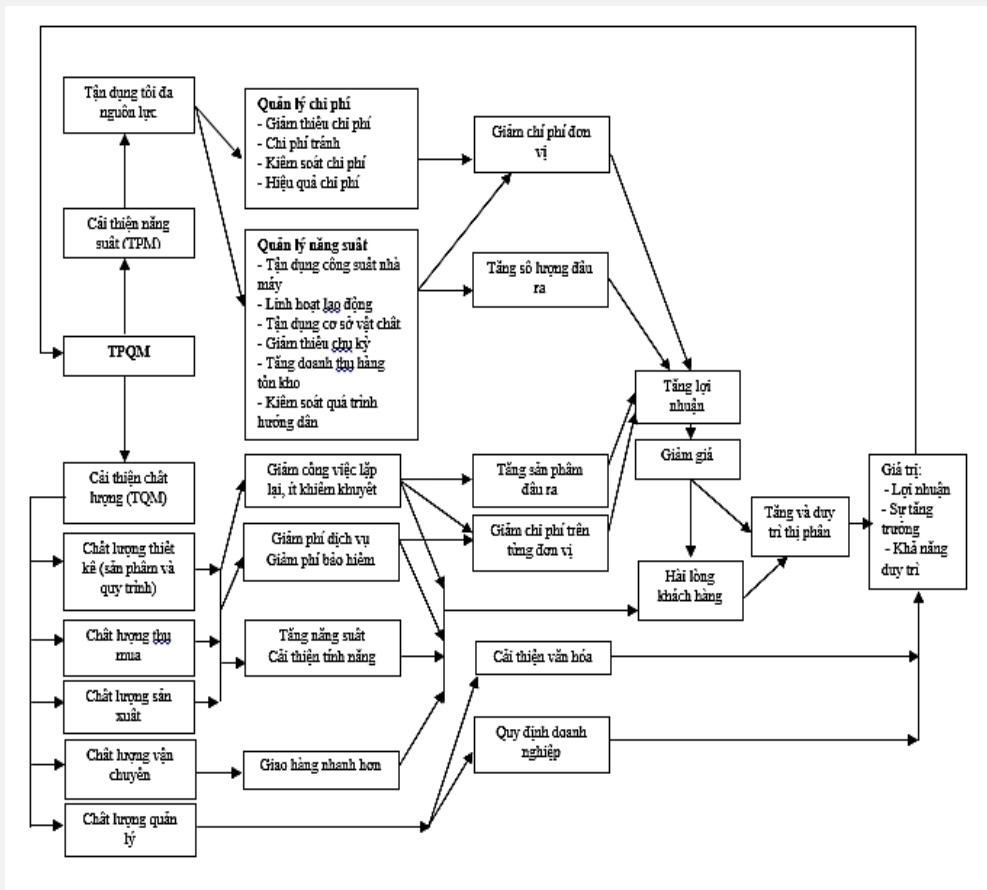 Tận dụng tối đa
nguồn lực
Quản lý chi phí
- Giảm thiểu chi phí
- Chi phí tránh
- Kiểm soát chi phí
- Hiệu quả chi phí
Giảm chí phí đơn
vị
Cải thiện năng
suất (TPM)
Quản lý năng suất
- Tận dụng công suất nhà
máy
- Linh hoạt lao động
- Tận dụng cơ sở vật chất
- Giảm thiểu chu kỳ
- Tăng doanh thu hàng
tồn kho
- Kiểm soát quá trình
hướng dẫn
Tăng số lượng đầu
ra
TPQM
Tăng lợi
nhuận
Giảm giá
Cải thiện chất
lượng (TQM)
Giảm công việc lặp
lại, ít khiếm khuyết
Tăng sản phẩm
đầu ra
Giá trị:
- Lợi nhuận
- Sự tăng
trưởng
- Khả năng
duy trì
Tăng và duy
trì thị phần
Chất lượng thiết
kế (sản phẩm và
quy trình)
Giảm phí dịch vụ
Giảm phí bảo hiểm
Giảm chi phí trên
từng đơn vị
Hài lòng
khách hàng
Chất lượng thu
mua
Tăng năng suất
Cải thiện tính năng
Cải thiện văn hóa
Chất lượng sản
xuất
Quy định doanh
nghiệp
Chất lượng vận
chuyển
Giao hàng nhanh hơn
Chất lượng quản
lý